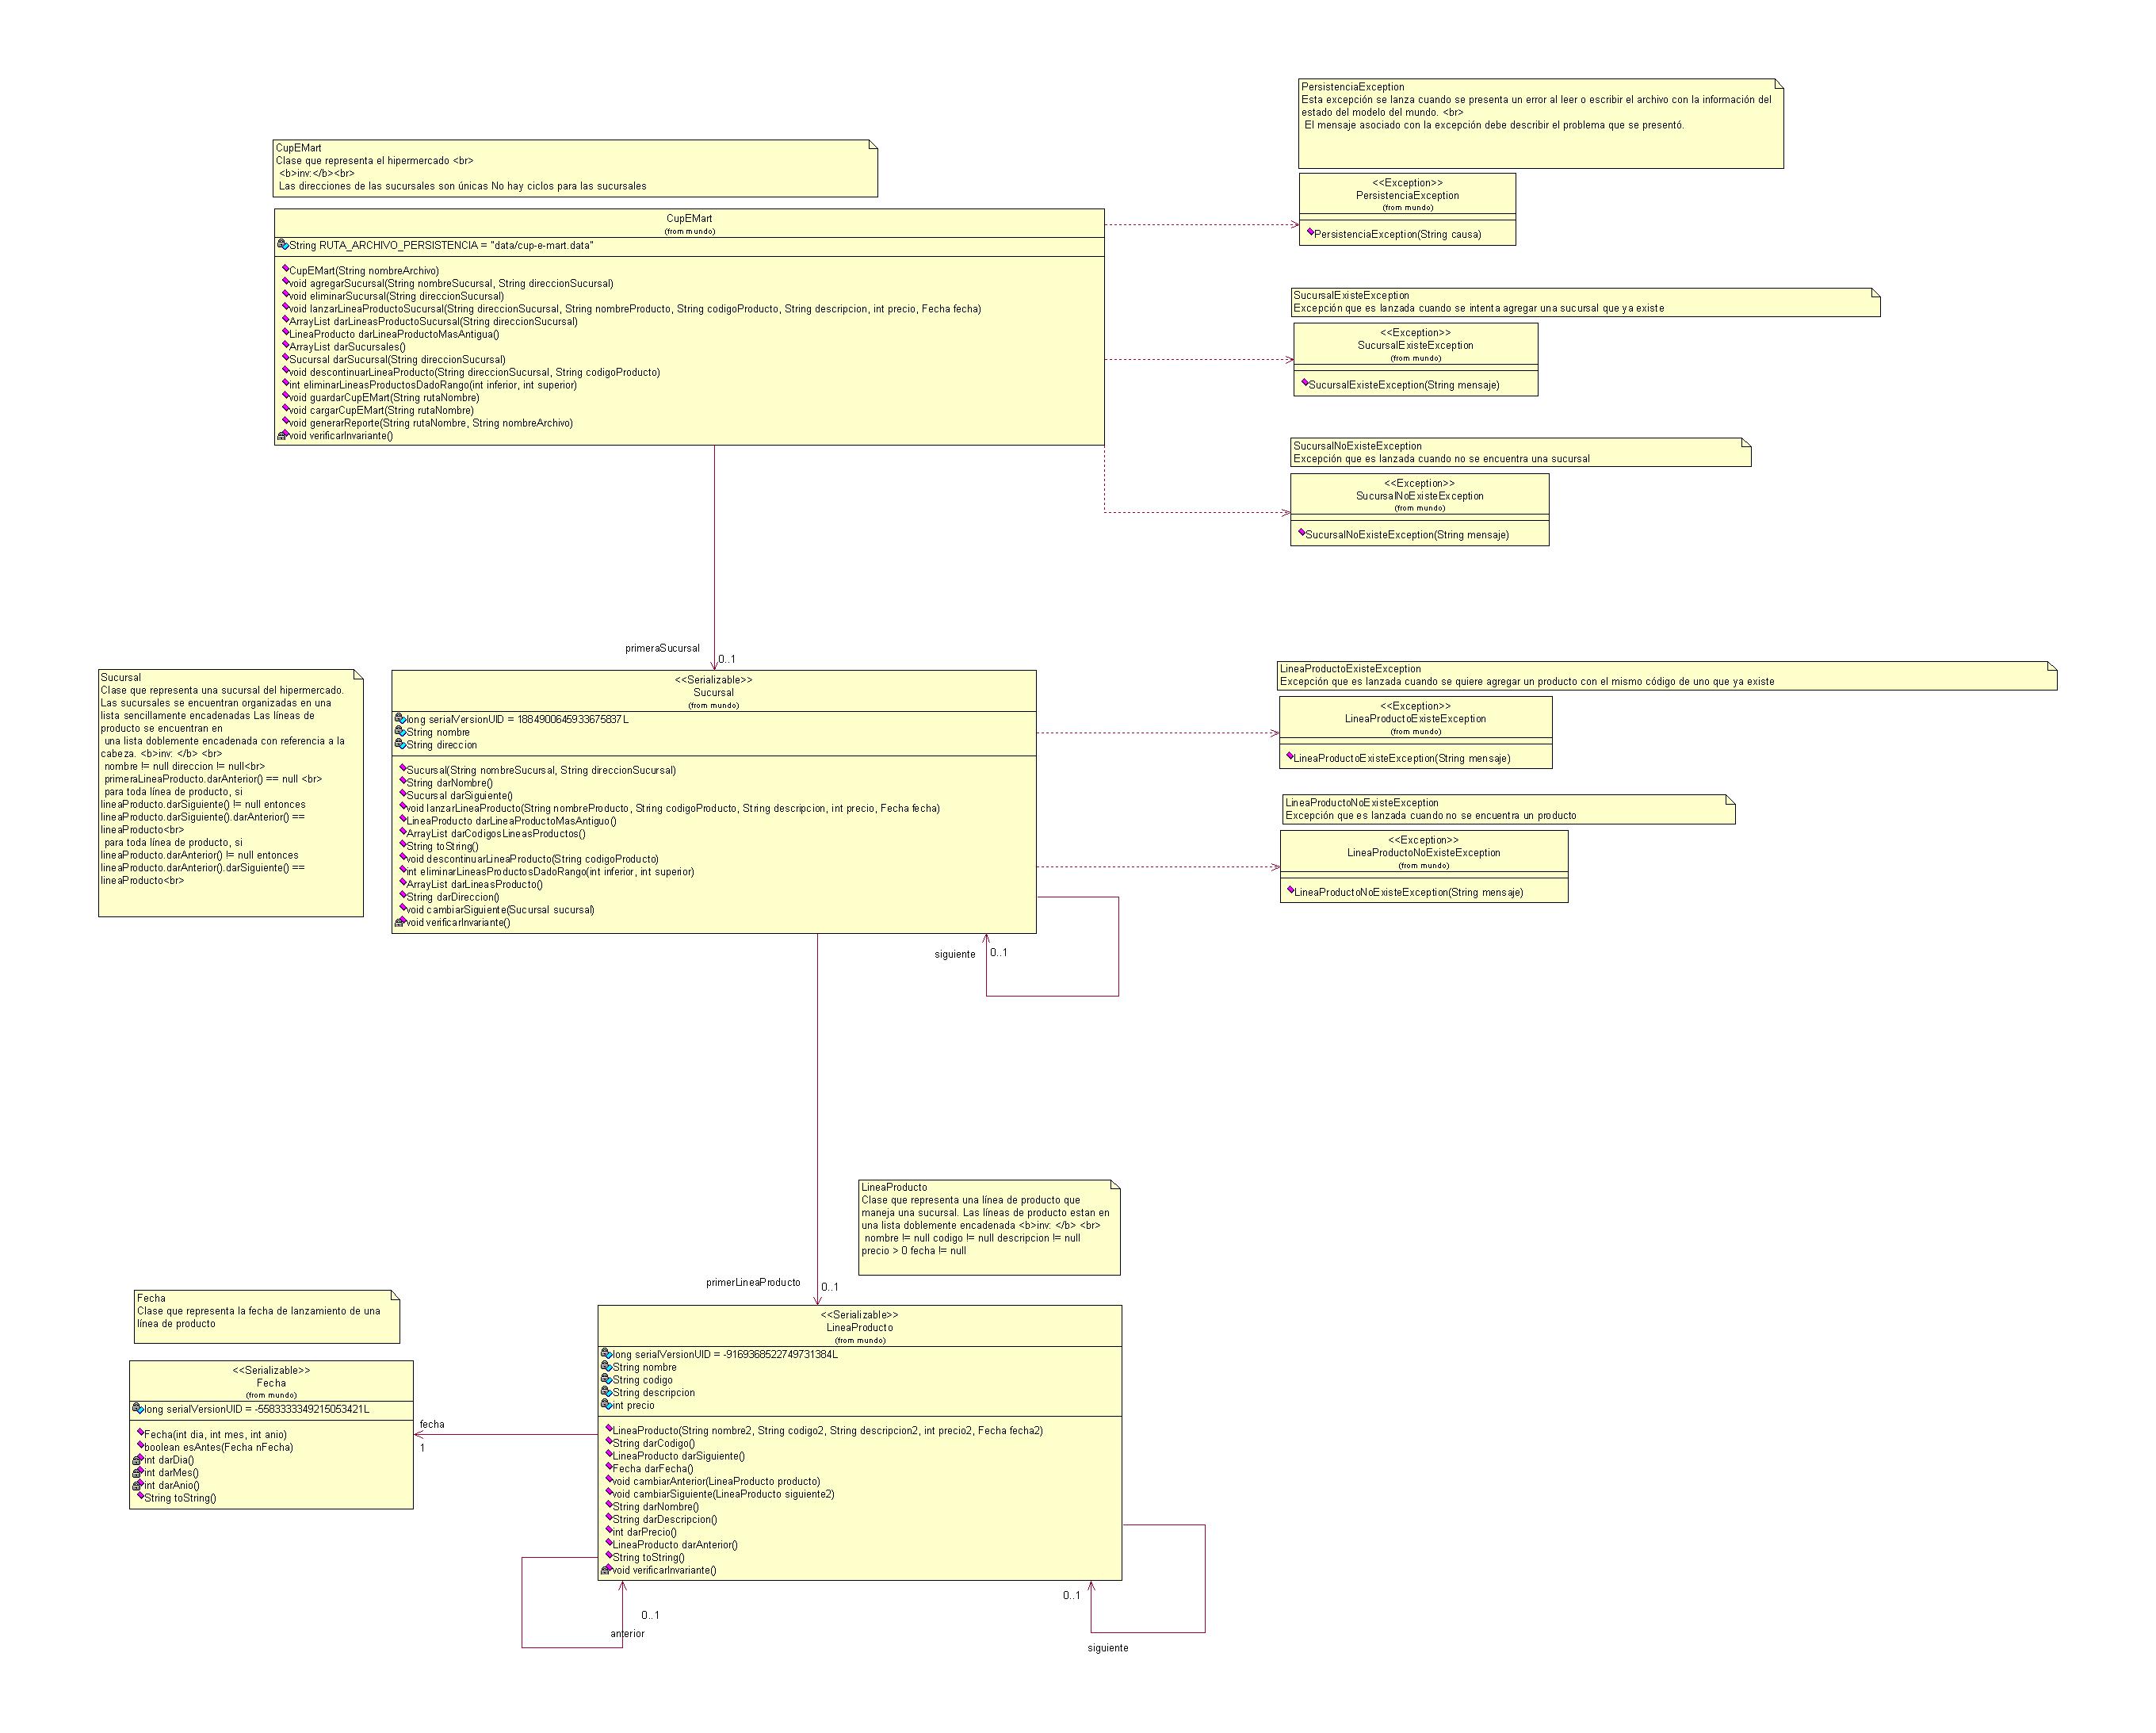 PersistenciaException
Esta excepción se lanza cuando se presenta un error al leer o escribir el archivo con la información del
estado del modelo del mundo. <br>
El mensaje asociado con la excepción debe describir el problema que se presentó.
CupEMart
Clase que representa el hipermercado <br>
<b>inv:</b><br>
Las direcciones de las sucursales son únicas No hay ciclos para las sucursales
<<Exception>>
PersistenciaException
(from mundo)
PersistenciaException(String causa)
CupEMart
(from mundo)
String RUTA_ARCHIVO_PERSISTENCIA = "data/cup-e-mart.data"
CupEMart(String nombreArchivo)
void agregarSucursal(String nombreSucursal, String direccionSucursal)
void eliminarSucursal(String direccionSucursal)
void lanzarLineaProductoSucursal(String direccionSucursal, String nombreProducto, String codigoProducto, String descripcion, int precio, Fecha fecha)
ArrayList darLineasProductoSucursal(String direccionSucursal)
LineaProducto darLineaProductoMasAntigua()
ArrayList darSucursales()
Sucursal darSucursal(String direccionSucursal)
void descontinuarLineaProducto(String direccionSucursal, String codigoProducto)
int eliminarLineasProductosDadoRango(int inferior, int superior)
void guardarCupEMart(String rutaNombre)
void cargarCupEMart(String rutaNombre)
void generarReporte(String rutaNombre, String nombreArchivo)
void verificarInvariante()
SucursalExisteException
Excepción que es lanzada cuando se intenta agregar una sucursal que ya existe
<<Exception>>
SucursalExisteException
(from mundo)
SucursalExisteException(String mensaje)
SucursalNoExisteException
Excepción que es lanzada cuando no se encuentra una sucursal
<<Exception>>
SucursalNoExisteException
(from mundo)
SucursalNoExisteException(String mensaje)
primeraSucursal
0..1
Sucursal
Clase que representa una sucursal del hipermercado.
Las sucursales se encuentran organizadas en una
lista sencillamente encadenadas Las líneas de
producto se encuentran en
una lista doblemente encadenada con referencia a la
cabeza. <b>inv: </b> <br>
nombre != null direccion != null<br>
primeraLineaProducto.darAnterior() == null <br>
para toda línea de producto, si
lineaProducto.darSiguiente() != null entonces
lineaProducto.darSiguiente().darAnterior() ==
lineaProducto<br>
para toda línea de producto, si
lineaProducto.darAnterior() != null entonces
lineaProducto.darAnterior().darSiguiente() ==
lineaProducto<br>
<<Serializable>>
Sucursal
(from mundo)
long serialVersionUID = 1884900645933675837L
String nombre
String direccion
Sucursal(String nombreSucursal, String direccionSucursal)
String darNombre()
Sucursal darSiguiente()
void lanzarLineaProducto(String nombreProducto, String codigoProducto, String descripcion, int precio, Fecha fecha)
LineaProducto darLineaProductoMasAntiguo()
ArrayList darCodigosLineasProductos()
String toString()
void descontinuarLineaProducto(String codigoProducto)
int eliminarLineasProductosDadoRango(int inferior, int superior)
ArrayList darLineasProducto()
String darDireccion()
void cambiarSiguiente(Sucursal sucursal)
void verificarInvariante()
LineaProductoExisteException
Excepción que es lanzada cuando se quiere agregar un producto con el mismo código de uno que ya existe
<<Exception>>
LineaProductoExisteException
(from mundo)
LineaProductoExisteException(String mensaje)
LineaProductoNoExisteException
Excepción que es lanzada cuando no se encuentra un producto
<<Exception>>
LineaProductoNoExisteException
(from mundo)
LineaProductoNoExisteException(String mensaje)
siguiente
0..1
LineaProducto
Clase que representa una línea de producto que
maneja una sucursal. Las líneas de producto estan en
una lista doblemente encadenada <b>inv: </b> <br>
nombre != null codigo != null descripcion != null
precio > 0 fecha != null
primerLineaProducto
0..1
Fecha
Clase que representa la fecha de lanzamiento de una
línea de producto
<<Serializable>>
Fecha
(from mundo)
long serialVersionUID = -5583333349215053421L
Fecha(int dia, int mes, int anio)
boolean esAntes(Fecha nFecha)
int darDia()
int darMes()
int darAnio()
String toString()
fecha
1
<<Serializable>>
LineaProducto
(from mundo)
long serialVersionUID = -9169368522749731384L
String nombre
String codigo
String descripcion
int precio
LineaProducto(String nombre2, String codigo2, String descripcion2, int precio2, Fecha fecha2)
String darCodigo()
LineaProducto darSiguiente()
Fecha darFecha()
void cambiarAnterior(LineaProducto producto)
void cambiarSiguiente(LineaProducto siguiente2)
String darNombre()
String darDescripcion()
int darPrecio()
LineaProducto darAnterior()
String toString()
void verificarInvariante()
0..1
anterior
0..1
siguiente